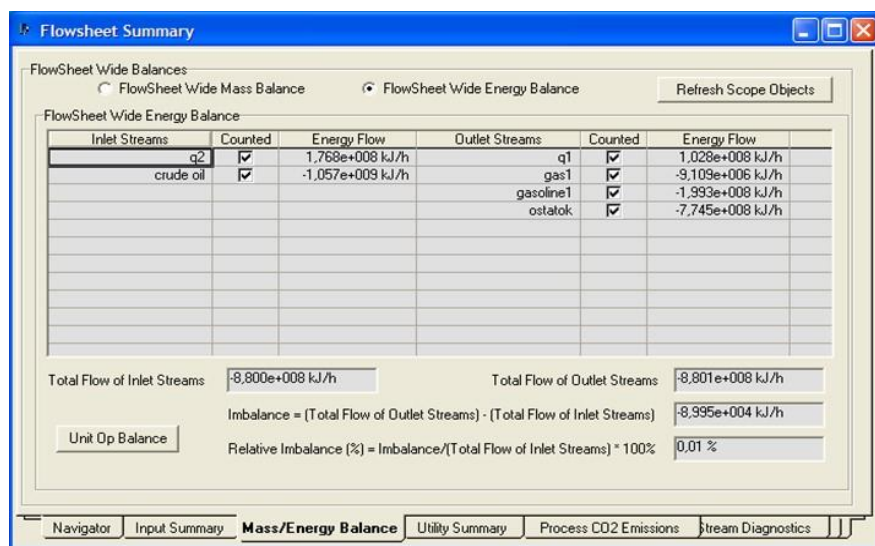 Flowsheet Summary
FlowSheet Wide Balances
FlowSheet Wide Mass Balance FlowSheet Wide Energy Balance Refresh Scope Objects
FlowSheet Wide Energy Balance
Inlet Streams Counted Energy Flow Outlet Streams Counted Energy Flow
q2 1,768e+008 kJ/h q1 1,028e+008 kJ/h
crude oil -1,057e+009 kJ/h gas1 -9,109e+006 kJ/h
gasoline1 -1,993e+008 kJ/h
ostatok -7,745e+008 kJ/h
Total Flow of Inlet Streams -8,800e+008 kJ/h Total Flow of Outlet Streams -8,801e+008 kJ/h
Imbalance = (Total Flow of Outlet Streams) - (Total Flow of Inlet Streams) -8,995e+004 kJ/h
Unit Op Balance
Relative Imbalance (%) = Imbalance/(Total Flow of Inlet Streams) * 100% 0,01 %
Navigator Input Summary Mass/Energy Balance Utility Summary Process CO2 Emissions Stream Diagnostics